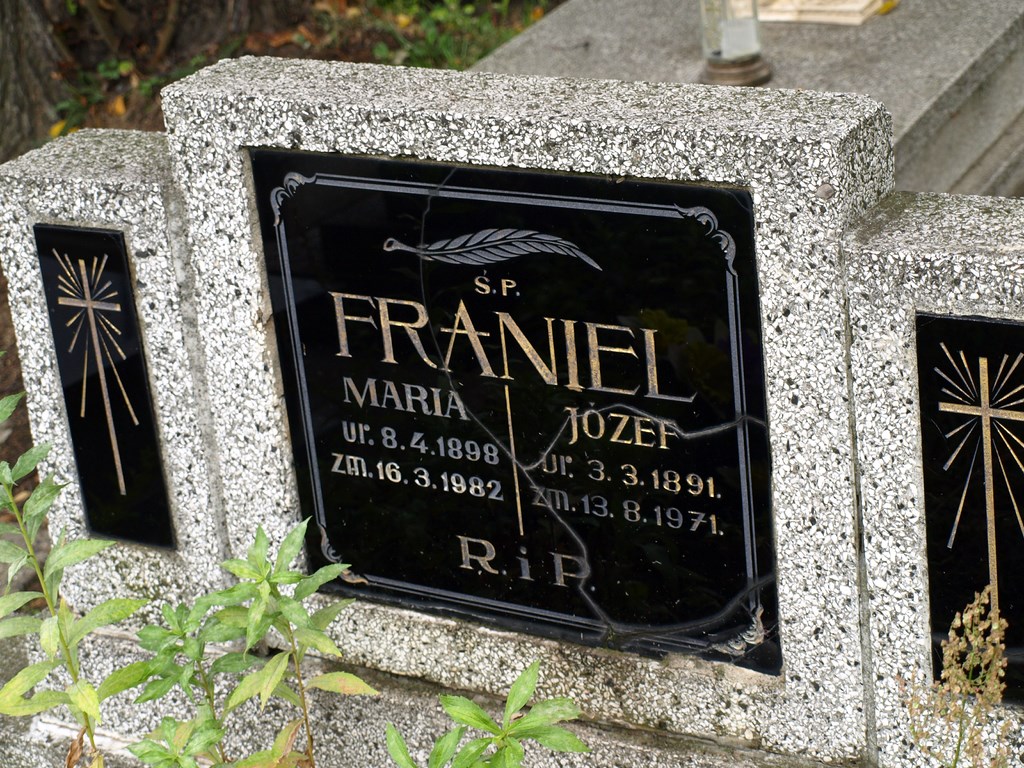 Ś.P.
FRANIEL
MARIA
ur. 8.4.1898
zm. 16.3.1982
JÓZEF
ur. 3.3.1891.
zm. 13.8.1971.
R.i P.